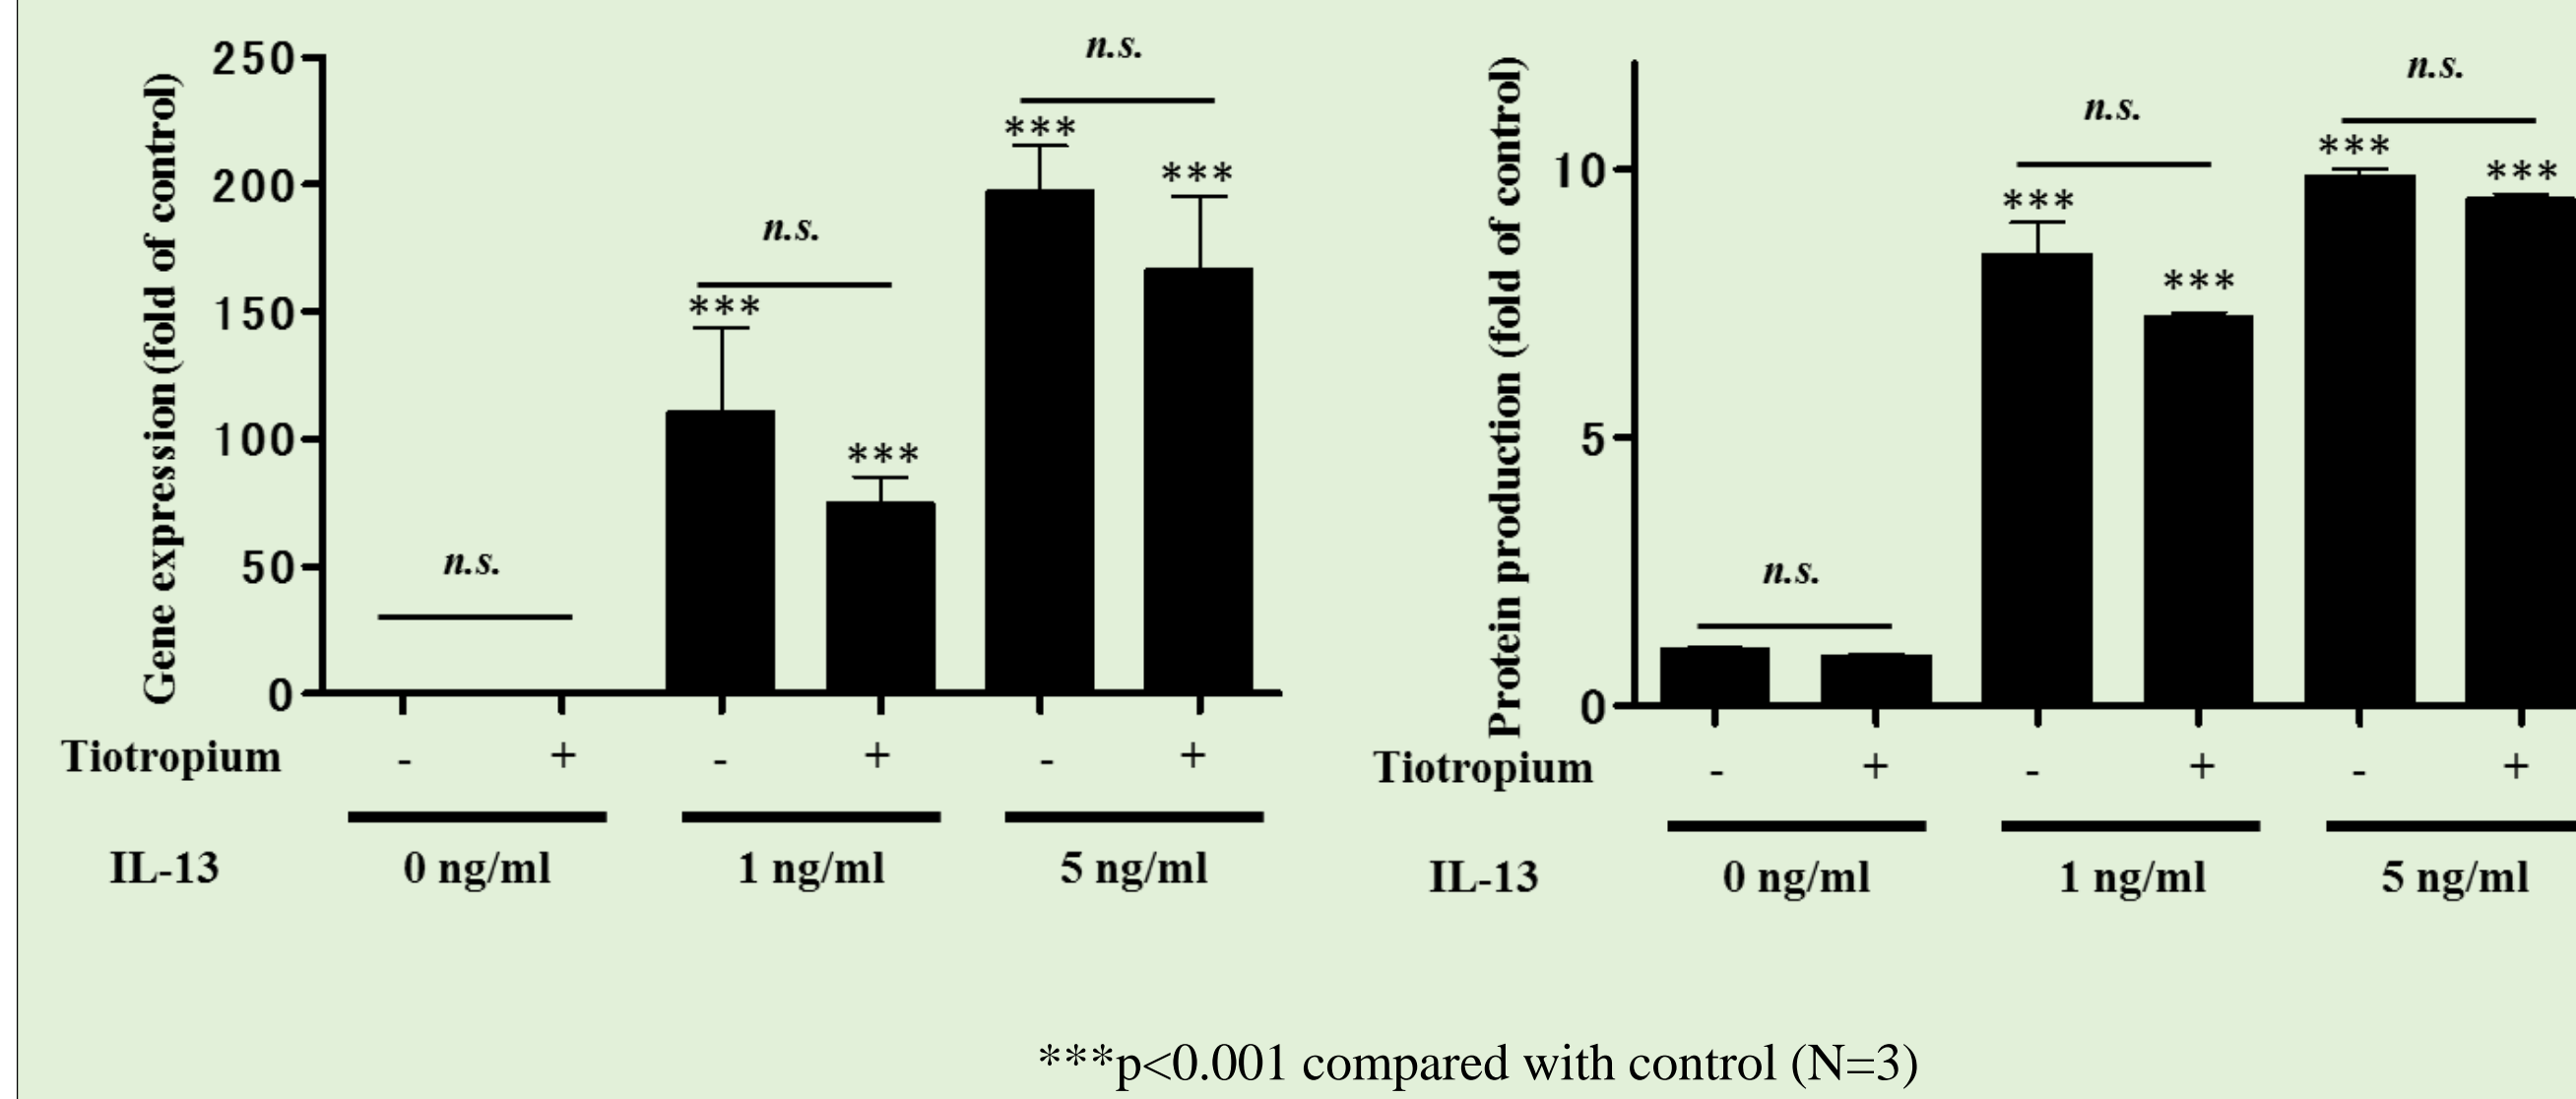 Gene expression (fold of control)
250
200
150
100
50
0
n.s.
***
n.s.
***
***
n.s.
***
Tiotropium - + - + - +
IL-13 0 ng/ml 1 ng/ml 5 ng/ml
Protein production (fold of control)
10
5
0
n.s.
***
n.s.
***
***
n.s.
***
Tiotropium - + - + - +
IL-13 0 ng/ml 1 ng/ml 5 ng/ml
***p<0.001 compared with control (N=3)